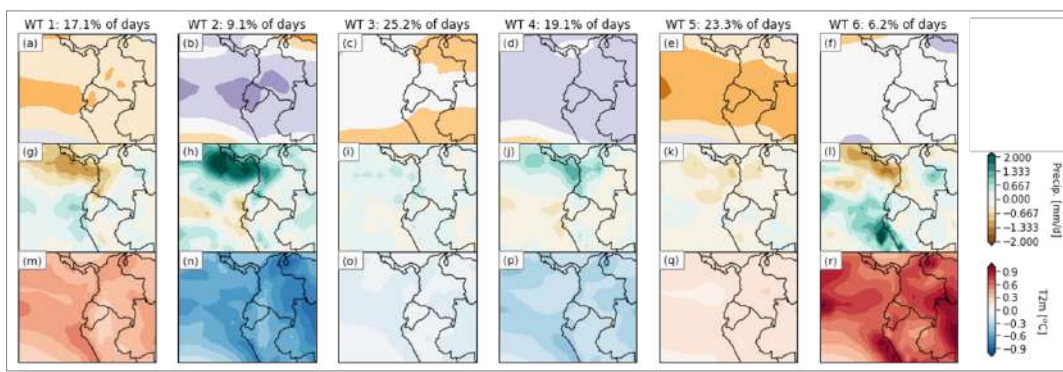 WT 1: 17.1% of days WT 2: 9.1% of days WT 3: 25.2% of days WT 4: 19.1% of days WT 5: 23.3% of days WT 6: 6.2% of days
(a) (b) (c) (d) (e) (f)
(g) (h) (i) (j) (k) (l)
2.000
1.333
0.667
0.000
−0.667
−1.333
−2.000
Precip. [mm/d]
(m) (n) (o) (p) (q) (r)
0.9
0.6
0.3
0.0
−0.3
−0.6
−0.9
T2m [°C]